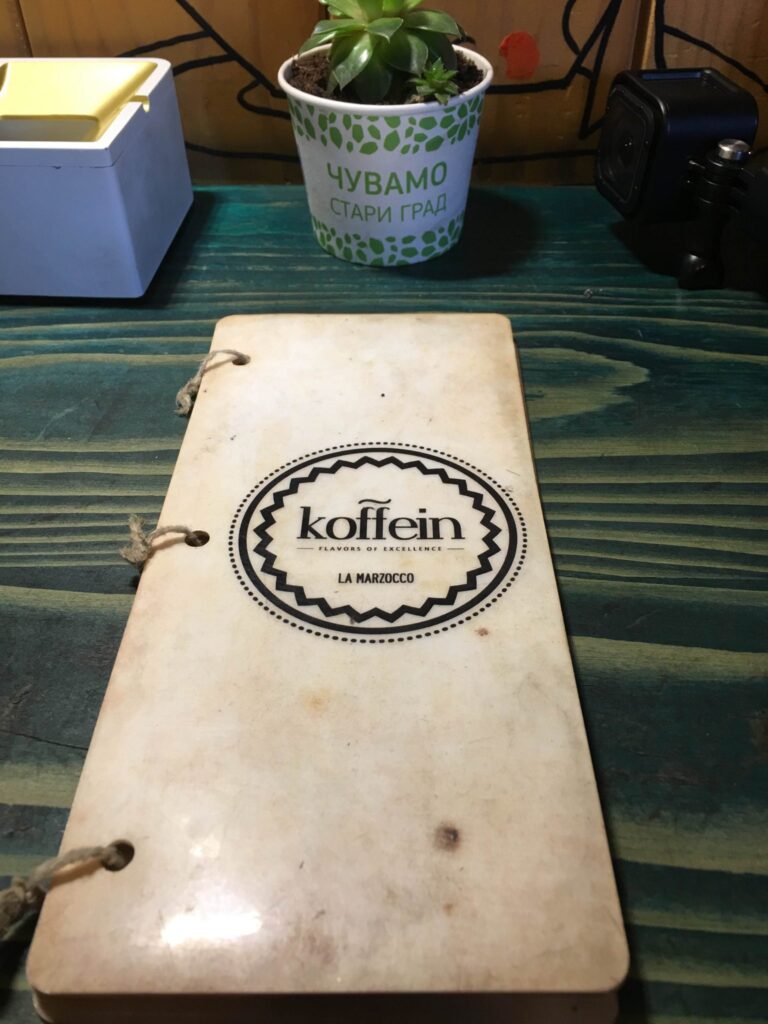 ЧУВАМО
СТАРИ ГРАД
koffein
FLAVORS OF EXCELLENCE
LA MARZOCCO